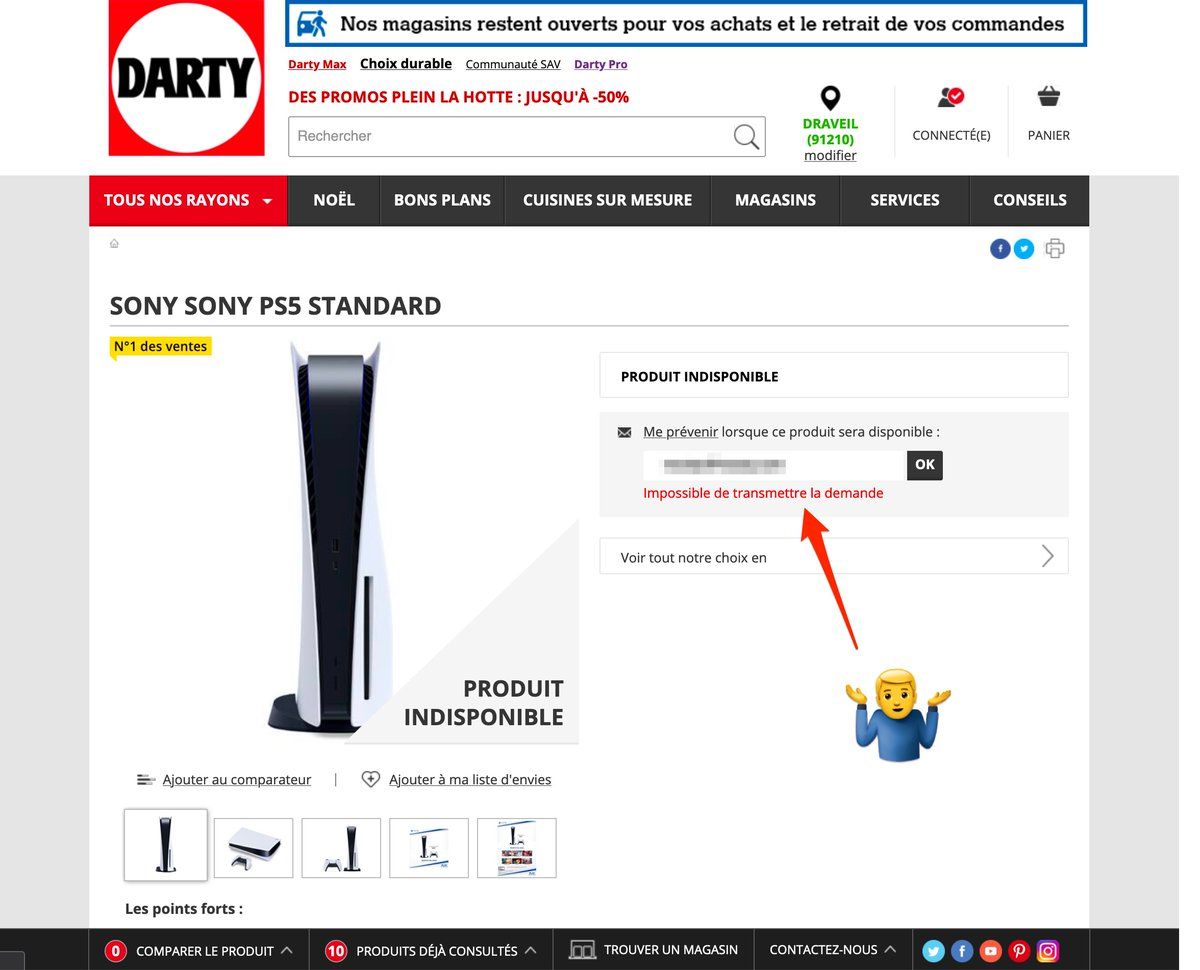 DARTY
Nos magasins restent ouverts pour vos achats et le retrait de vos commandes
Darty Max Choix durable Communauté SAV Darty Pro
DES PROMOS PLEIN LA HOTTE : JUSQU'À -50%
Rechercher
DRAVEIL
(91210)
modifier
CONNECTÉ(E)
PANIER
TOUS NOS RAYONS NOËL BONS PLANS CUISINES SUR MESURE MAGASINS SERVICES CONSEILS
SONY SONY PS5 STANDARD
N°1 des ventes
PRODUIT INDISPONIBLE
Me prévenir lorsque ce produit sera disponible :
OK
Impossible de transmettre la demande
Voir tout notre choix en
PRODUIT
INDISPONIBLE
Ajouter au comparateur | Ajouter à ma liste d'envies
Les points forts :
0 COMPARER LE PRODUIT 10 PRODUITS DÉJÀ CONSULTÉS TROUVER UN MAGASIN CONTACTEZ-NOUS